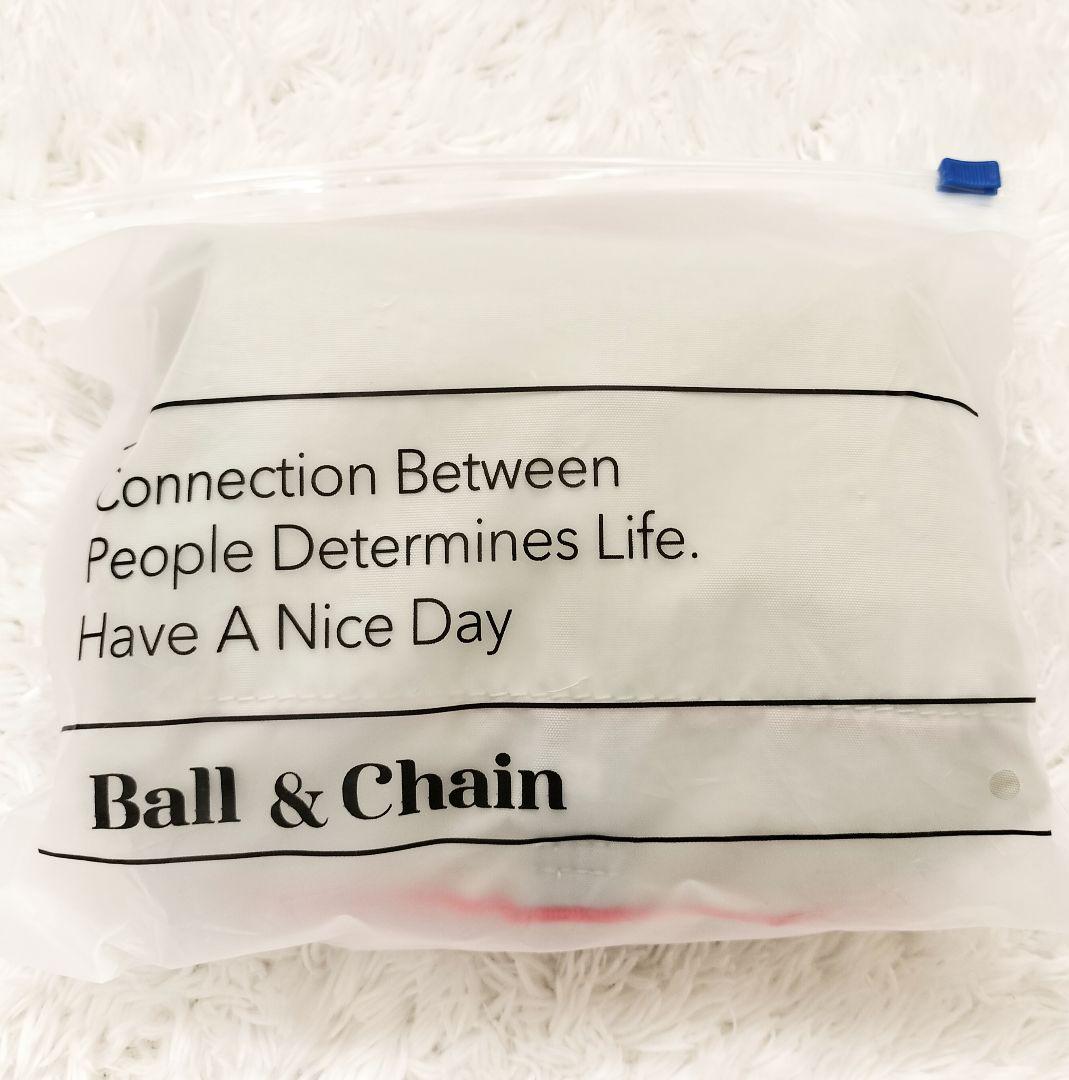 Connection Between
People Determines Life.
Have A Nice Day
Ball & Chain